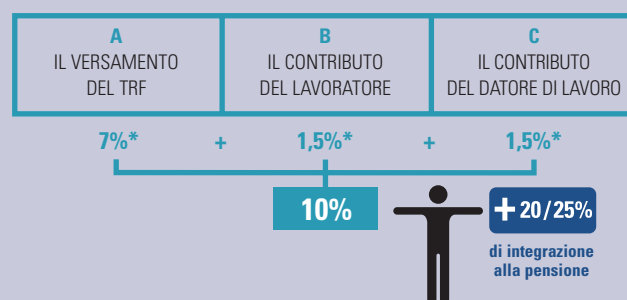 A
IL VERSAMENTO
DEL TRF
B
IL CONTRIBUTO
DEL LAVORATORE
C
IL CONTRIBUTO
DEL DATORE DI LAVORO
7%* + 1,5%* + 1,5%*
10%
+ 20/25%
di integrazione
alla pensione